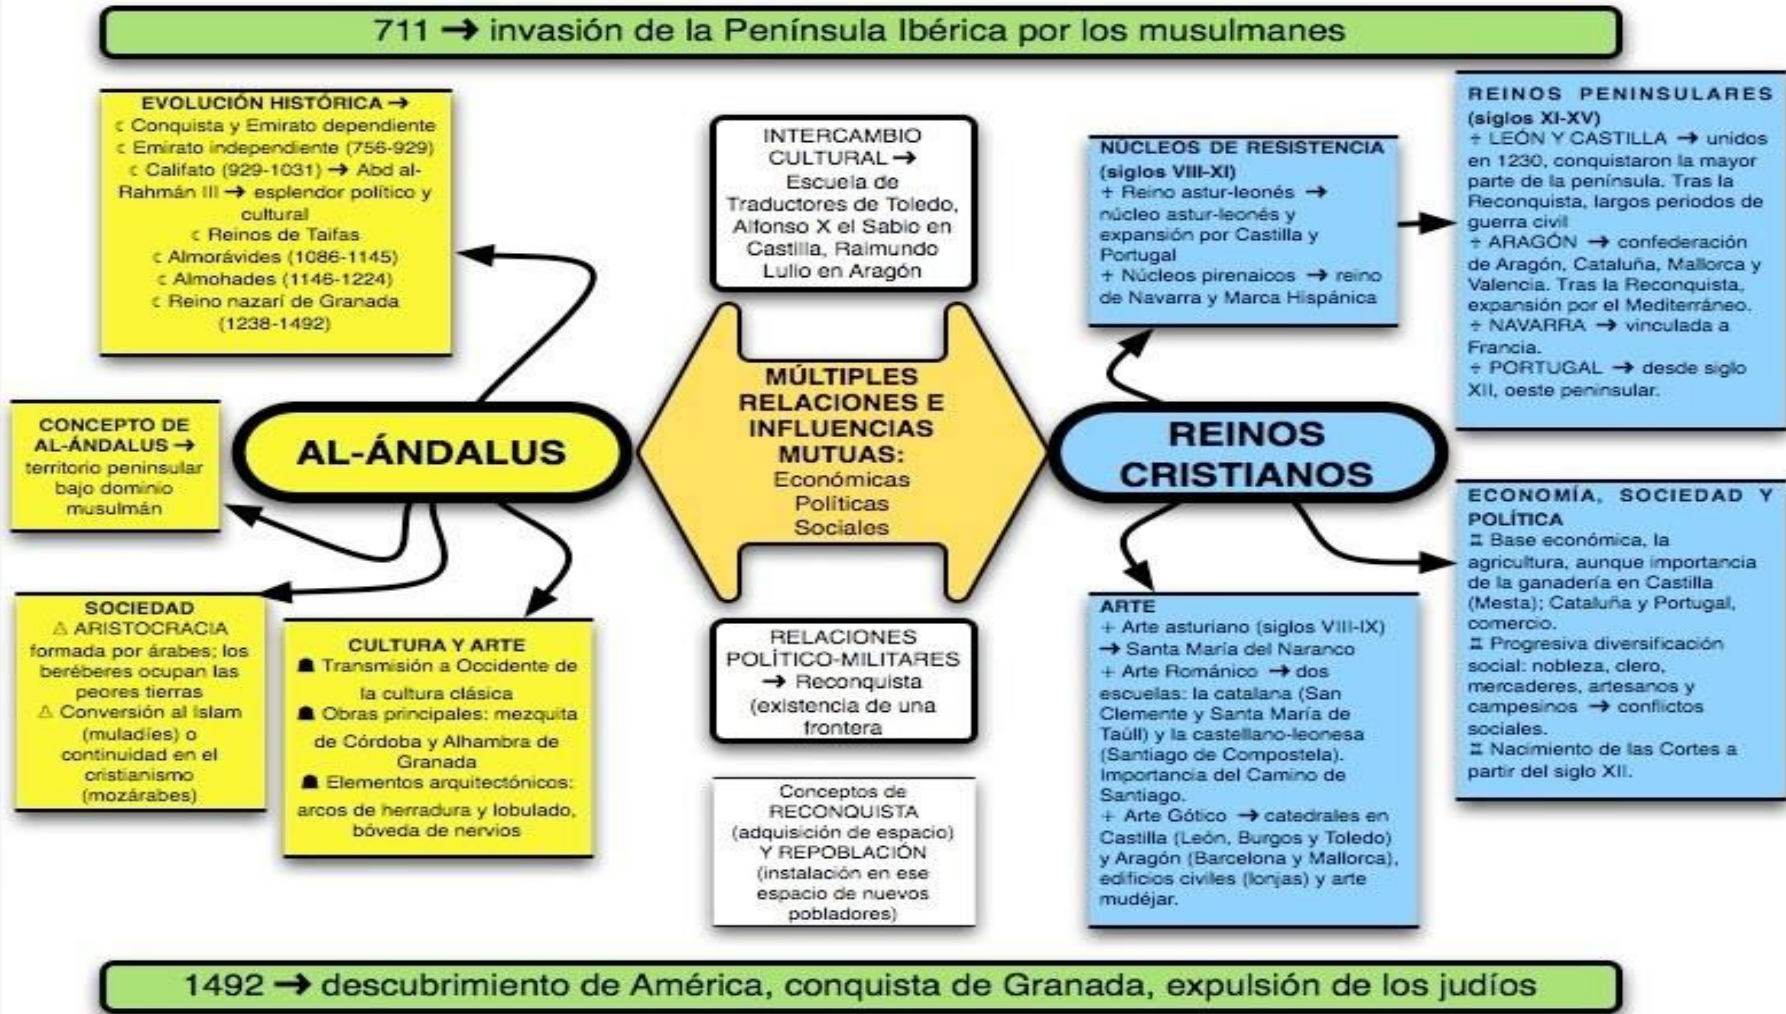 711 → invasión de la Península Ibérica por los musulmanes
EVOLUCIÓN HISTÓRICA →
☾ Conquista y Emirato dependiente
☾ Emirato independiente (756-929)
☾ Califato (929-1031) → Abd al-
Rahmán III → esplendor político y
cultural
☾ Reinos de Taifas
☾ Almorávides (1086-1145)
☾ Almohades (1146-1224)
☾ Reino nazarí de Granada
(1238-1492)
CONCEPTO DE
AL-ÁNDALUS →
territorio peninsular
bajo dominio
musulmán
AL-ÁNDALUS
SOCIEDAD
△ ARISTOCRACIA
formada por árabes; los
beréberes ocupan las
peores tierras
△ Conversión al Islam
(muladíes) o
continuidad en el
cristianismo
(mozárabes)
CULTURA Y ARTE
☗ Transmisión a Occidente de
la cultura clásica
☗ Obras principales: mezquita
de Córdoba y Alhambra de
Granada
☗ Elementos arquitectónicos:
arcos de herradura y lobulado,
bóveda de nervios
INTERCAMBIO
CULTURAL →
Escuela de
Traductores de Toledo,
Alfonso X el Sabio en
Castilla, Raimundo
Lulio en Aragón
MÚLTIPLES
RELACIONES E
INFLUENCIAS
MUTUAS:
Económicas
Políticas
Sociales
RELACIONES
POLÍTICO-MILITARES
→ Reconquista
(existencia de una
frontera
Conceptos de
RECONQUISTA
(adquisición de espacio)
Y REPOBLACIÓN
(instalación en ese
espacio de nuevos
pobladores)
NÚCLEOS DE RESISTENCIA
(siglos VIII-XI)
+ Reino astur-leonés →
núcleo astur-leonés y
expansión por Castilla y
Portugal
+ Núcleos pirenaicos → reino
de Navarra y Marca Hispánica
REINOS
CRISTIANOS
ARTE
+ Arte asturiano (siglos VIII-IX)
→ Santa María del Naranco
+ Arte Románico → dos
escuelas: la catalana (San
Clemente y Santa María de
Taúll) y la castellano-leonesa
(Santiago de Compostela).
Importancia del Camino de
Santiago.
+ Arte Gótico → catedrales en
Castilla (León, Burgos y Toledo)
y Aragón (Barcelona y Mallorca),
edificios civiles (lonjas) y arte
mudéjar.
REINOS PENINSULARES
(siglos XI-XV)
+ LEÓN Y CASTILLA → unidos
en 1230, conquistaron la mayor
parte de la península. Tras la
Reconquista, largos periodos de
guerra civil
+ ARAGÓN → confederación
de Aragón, Cataluña, Mallorca y
Valencia. Tras la Reconquista,
expansión por el Mediterráneo.
+ NAVARRA → vinculada a
Francia.
+ PORTUGAL → desde siglo
XII, oeste peninsular.
ECONOMÍA, SOCIEDAD Y
POLÍTICA
♖ Base económica, la
agricultura, aunque importancia
de la ganadería en Castilla
(Mesta); Cataluña y Portugal,
comercio.
♖ Progresiva diversificación
social: nobleza, clero,
mercaderes, artesanos y
campesinos → conflictos
sociales.
♖ Nacimiento de las Cortes a
partir del siglo XII.
1492 → descubrimiento de América, conquista de Granada, expulsión de los judíos